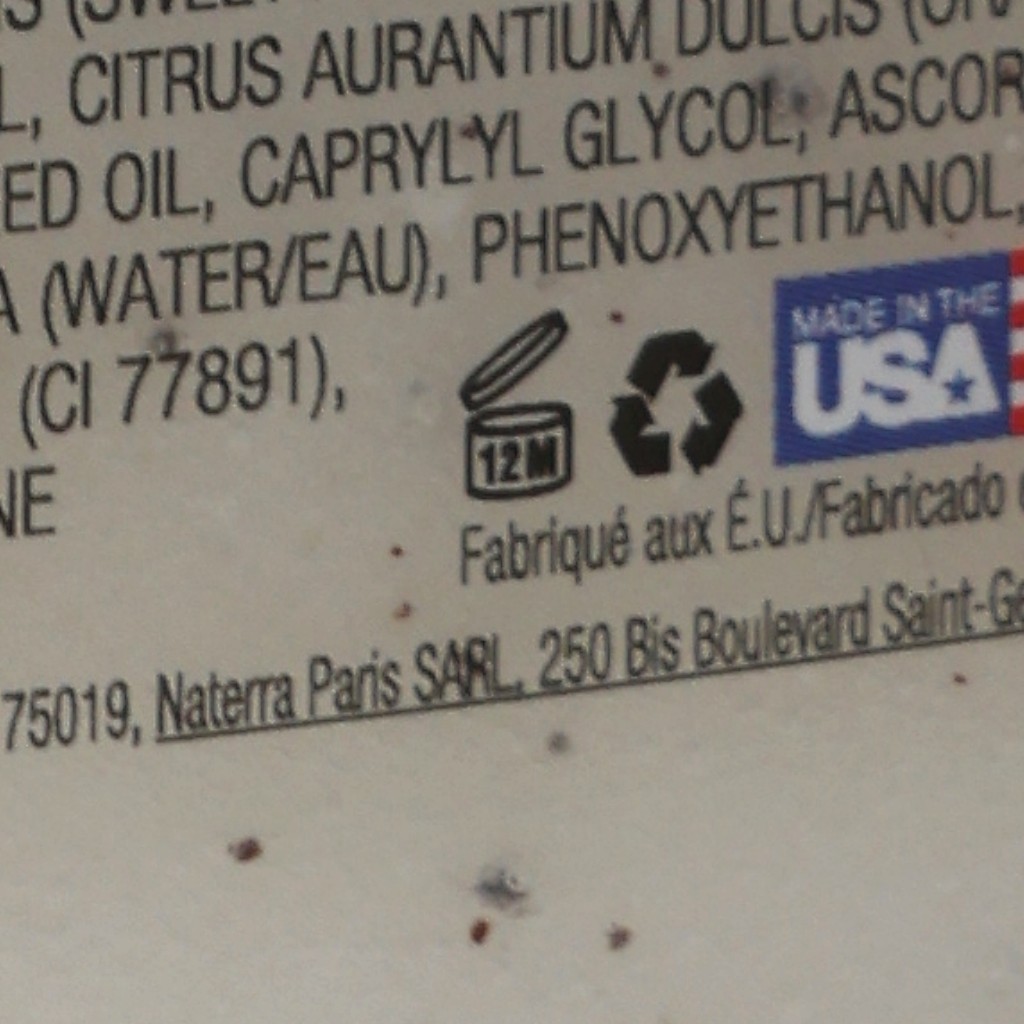 L, CITRUS AURANTIUM DULCIS
ED OIL, CAPRYLYL GLYCOL, ASCOR
A (WATER/EAU), PHENOXYETHANOL,
(CI 77891),
NE
12M
MADE IN THE
USA
Fabriqué aux É.U./Fabricado
75019, Naterra Paris SARL, 250 Bis Boulevard Saint-Ge